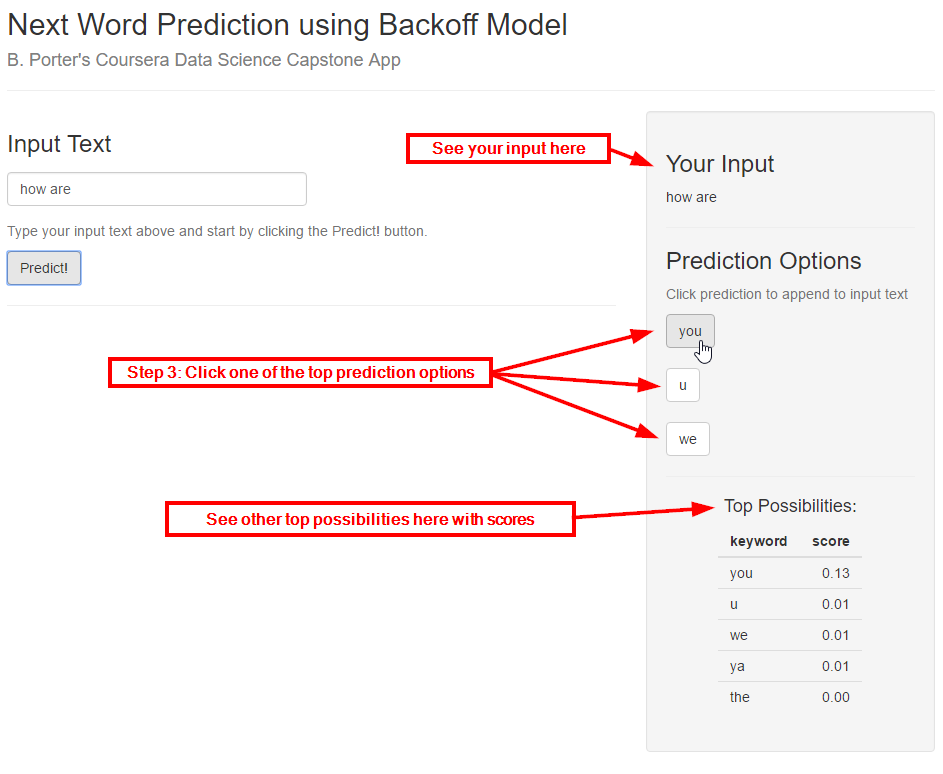 Next Word Prediction using Backoff Model
B. Porter's Coursera Data Science Capstone App
Input Text
how are
Type your input text above and start by clicking the Predict! button.
Predict!
See your input here
Step 3: Click one of the top prediction options
See other top possibilities here with scores
Your Input
how are
Prediction Options
Click prediction to append to input text
you
u
we
Top Possibilities:
keyword score
you 0.13
u 0.01
we 0.01
ya 0.01
the 0.00